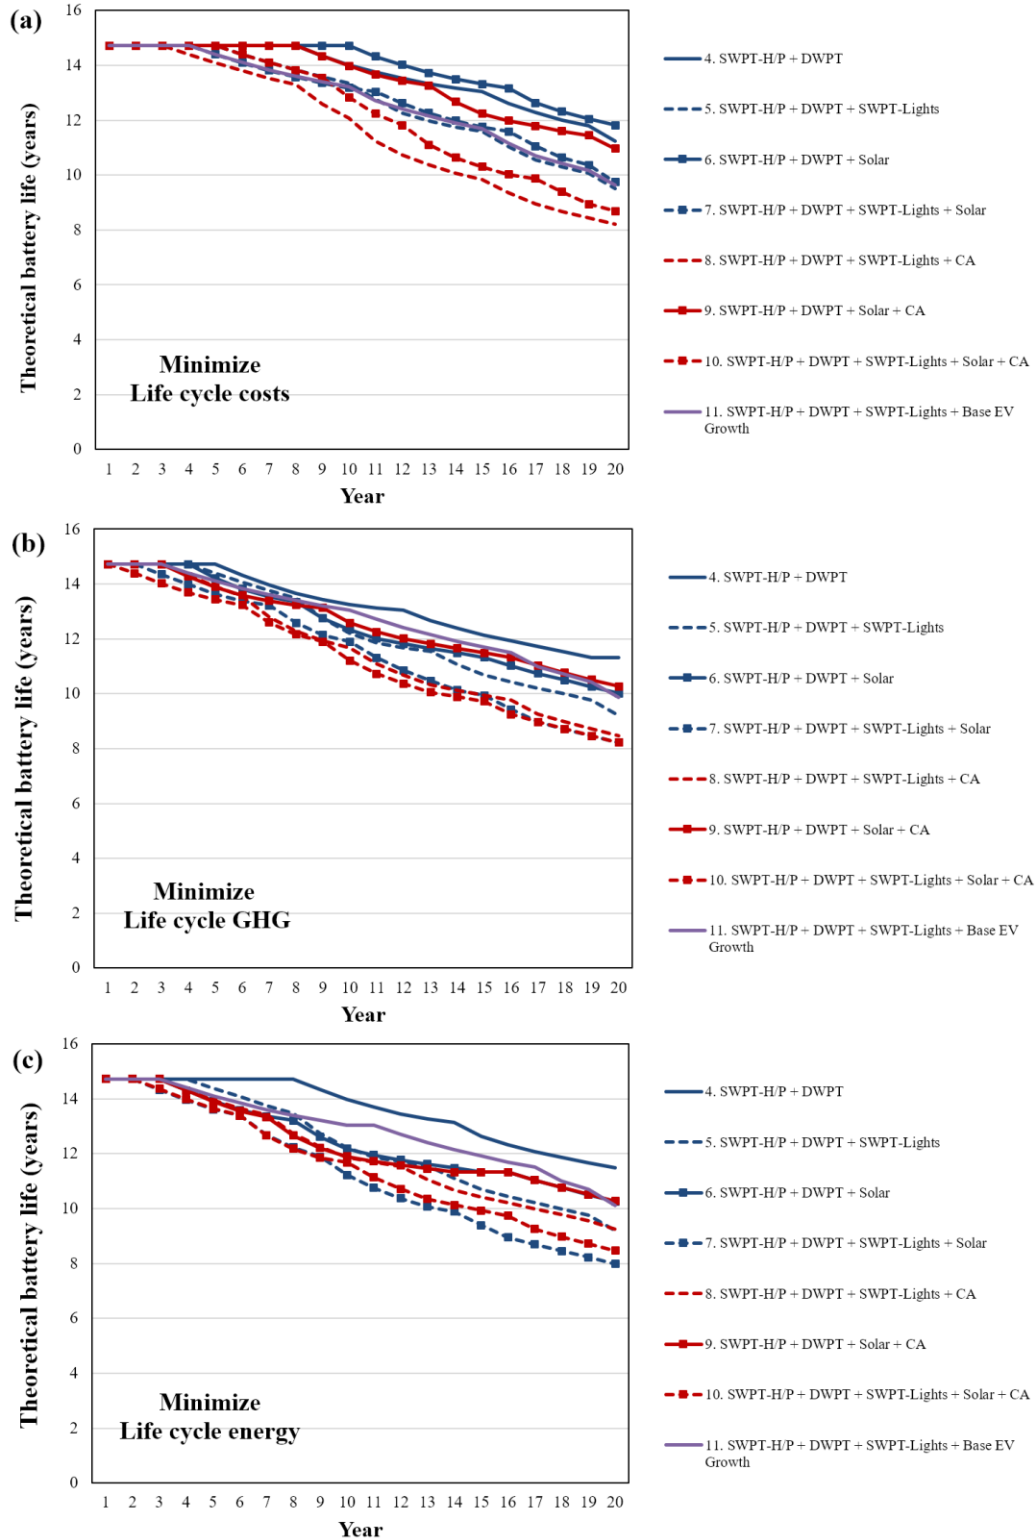 (a)
Theoretical battery life (years)
16
14
12
10
8
6
4
2
0
Minimize
Life cycle costs
1 2 3 4 5 6 7 8 9 10 11 12 13 14 15 16 17 18 19 20
Year
4. SWPT-H/P + DWPT
5. SWPT-H/P + DWPT + SWPT-Lights
6. SWPT-H/P + DWPT + Solar
7. SWPT-H/P + DWPT + SWPT-Lights + Solar
8. SWPT-H/P + DWPT + SWPT-Lights + CA
9. SWPT-H/P + DWPT + Solar + CA
10. SWPT-H/P + DWPT + SWPT-Lights + Solar + CA
11. SWPT-H/P + DWPT + SWPT-Lights + Base EV
Growth
(b)
Theoretical battery life (years)
16
14
12
10
8
6
4
2
0
Minimize
Life cycle GHG
1 2 3 4 5 6 7 8 9 10 11 12 13 14 15 16 17 18 19 20
Year
4. SWPT-H/P + DWPT
5. SWPT-H/P + DWPT + SWPT-Lights
6. SWPT-H/P + DWPT + Solar
7. SWPT-H/P + DWPT + SWPT-Lights + Solar
8. SWPT-H/P + DWPT + SWPT-Lights + CA
9. SWPT-H/P + DWPT + Solar + CA
10. SWPT-H/P + DWPT + SWPT-Lights + Solar + CA
11. SWPT-H/P + DWPT + SWPT-Lights + Base EV
Growth
(c)
Theoretical battery life (years)
16
14
12
10
8
6
4
2
0
Minimize
Life cycle energy
1 2 3 4 5 6 7 8 9 10 11 12 13 14 15 16 17 18 19 20
Year
4. SWPT-H/P + DWPT
5. SWPT-H/P + DWPT + SWPT-Lights
6. SWPT-H/P + DWPT + Solar
7. SWPT-H/P + DWPT + SWPT-Lights + Solar
8. SWPT-H/P + DWPT + SWPT-Lights + CA
9. SWPT-H/P + DWPT + Solar + CA
10. SWPT-H/P + DWPT + SWPT-Lights + Solar + CA
11. SWPT-H/P + DWPT + SWPT-Lights + Base EV
Growth